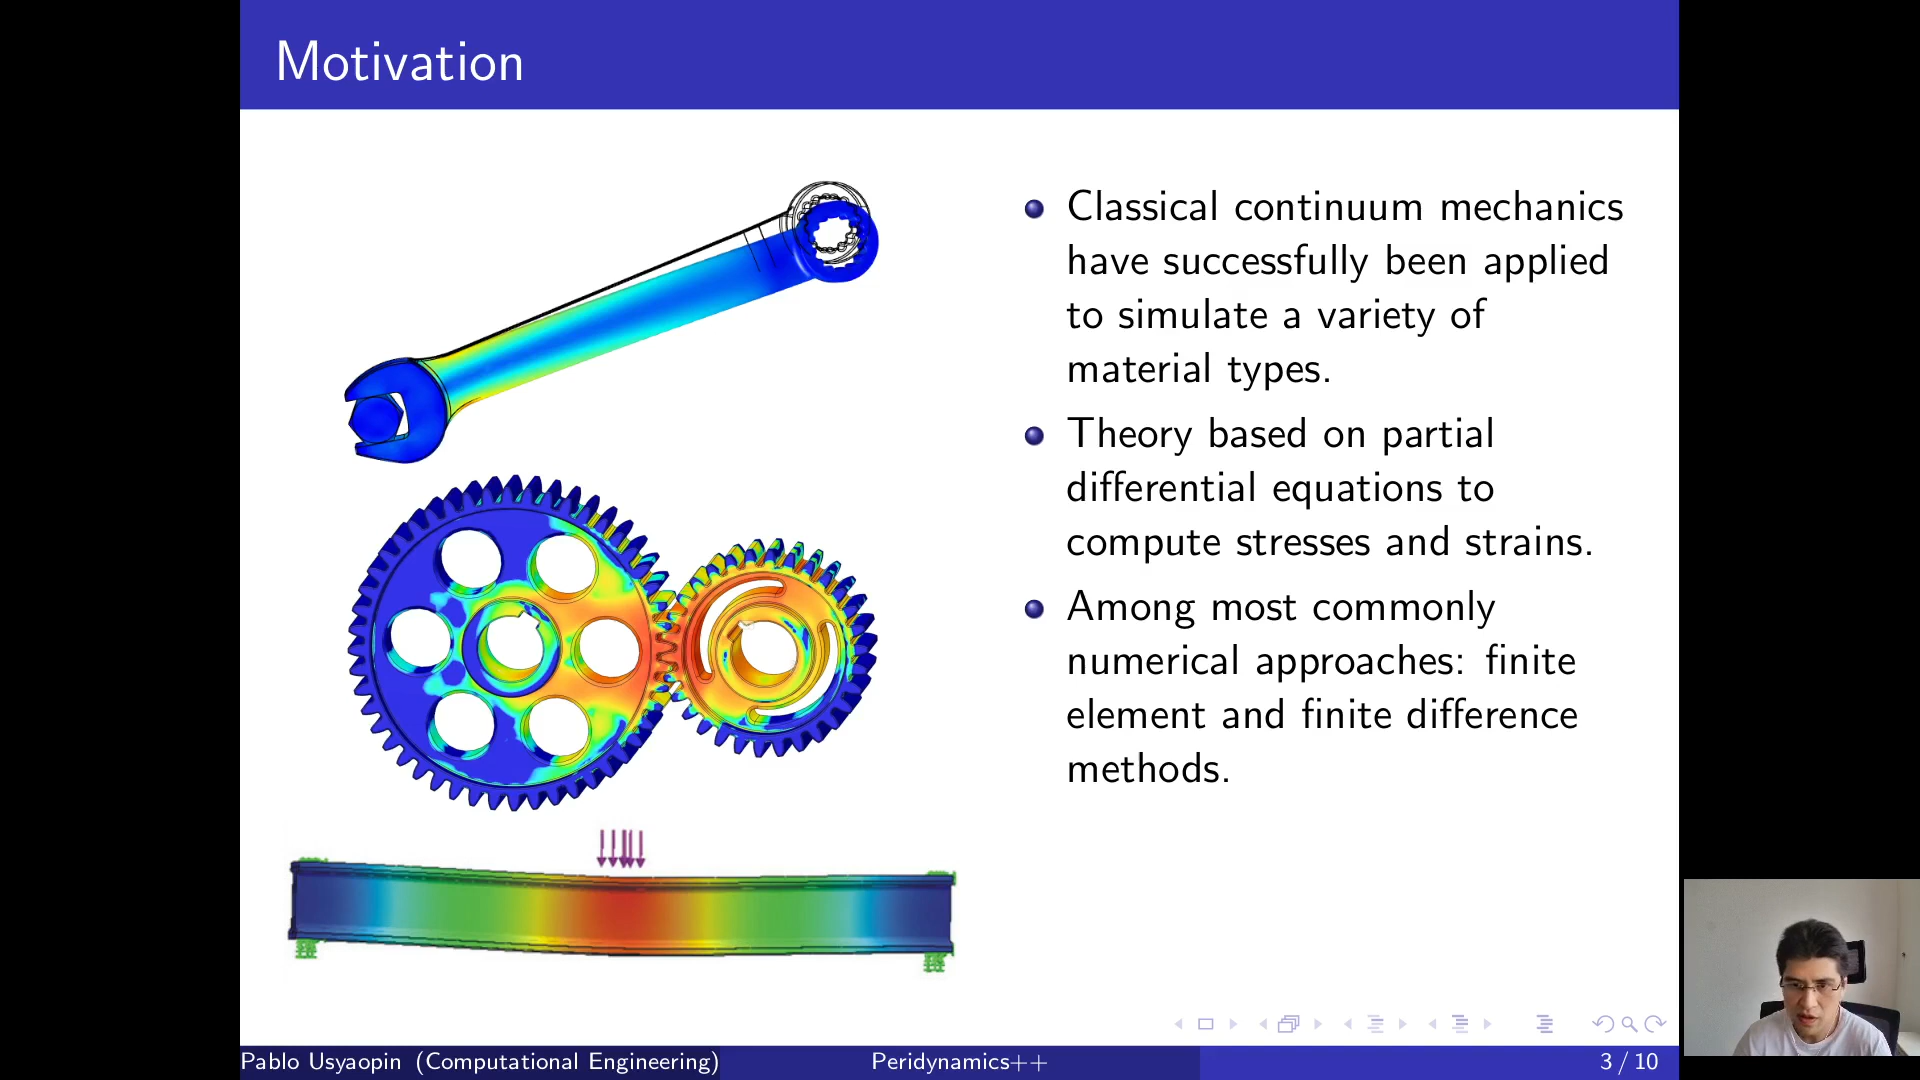 Motivation
Classical continuum mechanics
have successfully been applied
to simulate a variety of
material types.
Theory based on partial
differential equations to
compute stresses and strains.
Among most commonly
numerical approaches: finite
element and finite difference
methods.
Pablo Usyaopin (Computational Engineering)
Peridynamics++
3 / 10